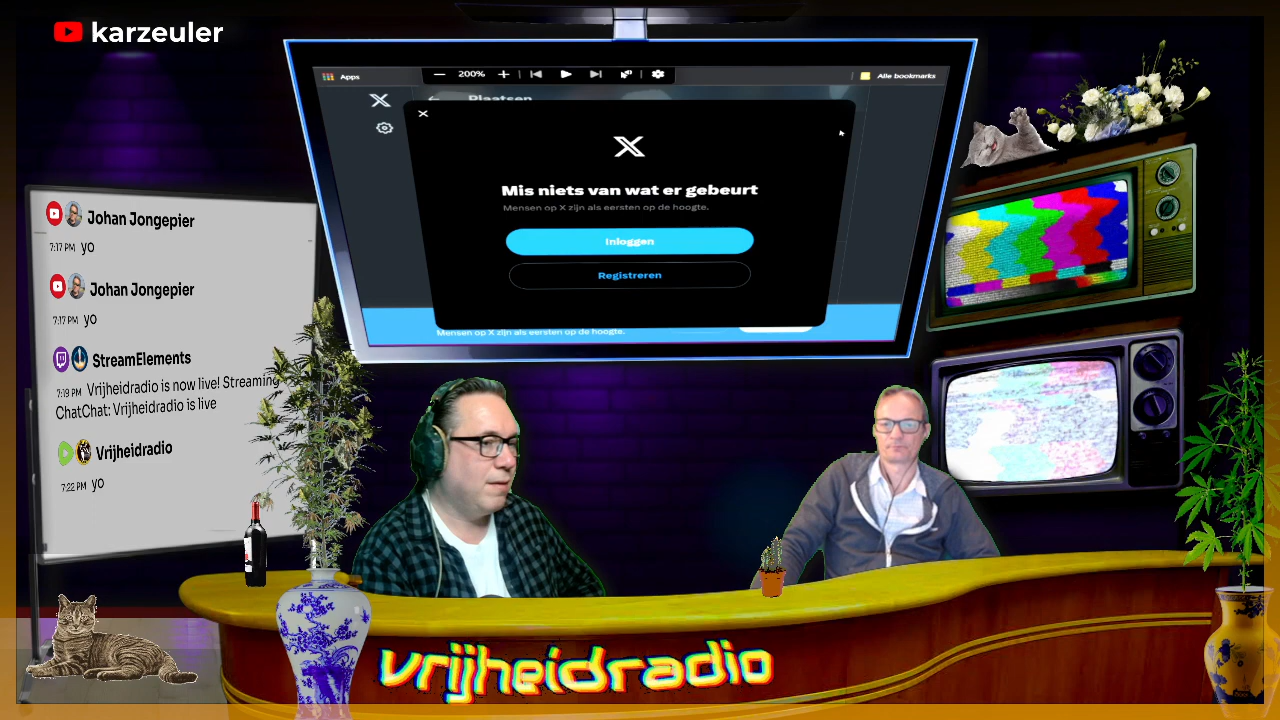 karzeuler
Apps
200%
All bookmarks
Plaatsen
Mis niets van wat er gebeurt
Mensen op X zijn als eersten op de hoogte.
Inloggen
Registreren
Mensen op X zijn als eersten op de hoogte.
Johan Jongepier
7:17 PM yo
Johan Jongepier
7:17 PM yo
StreamElements
7:19 PM Vrijheidradio is now live! Streaming
ChatChat: Vrijheidradio is live
Vrijheidradio
7:22 PM yo
vrijheidradio